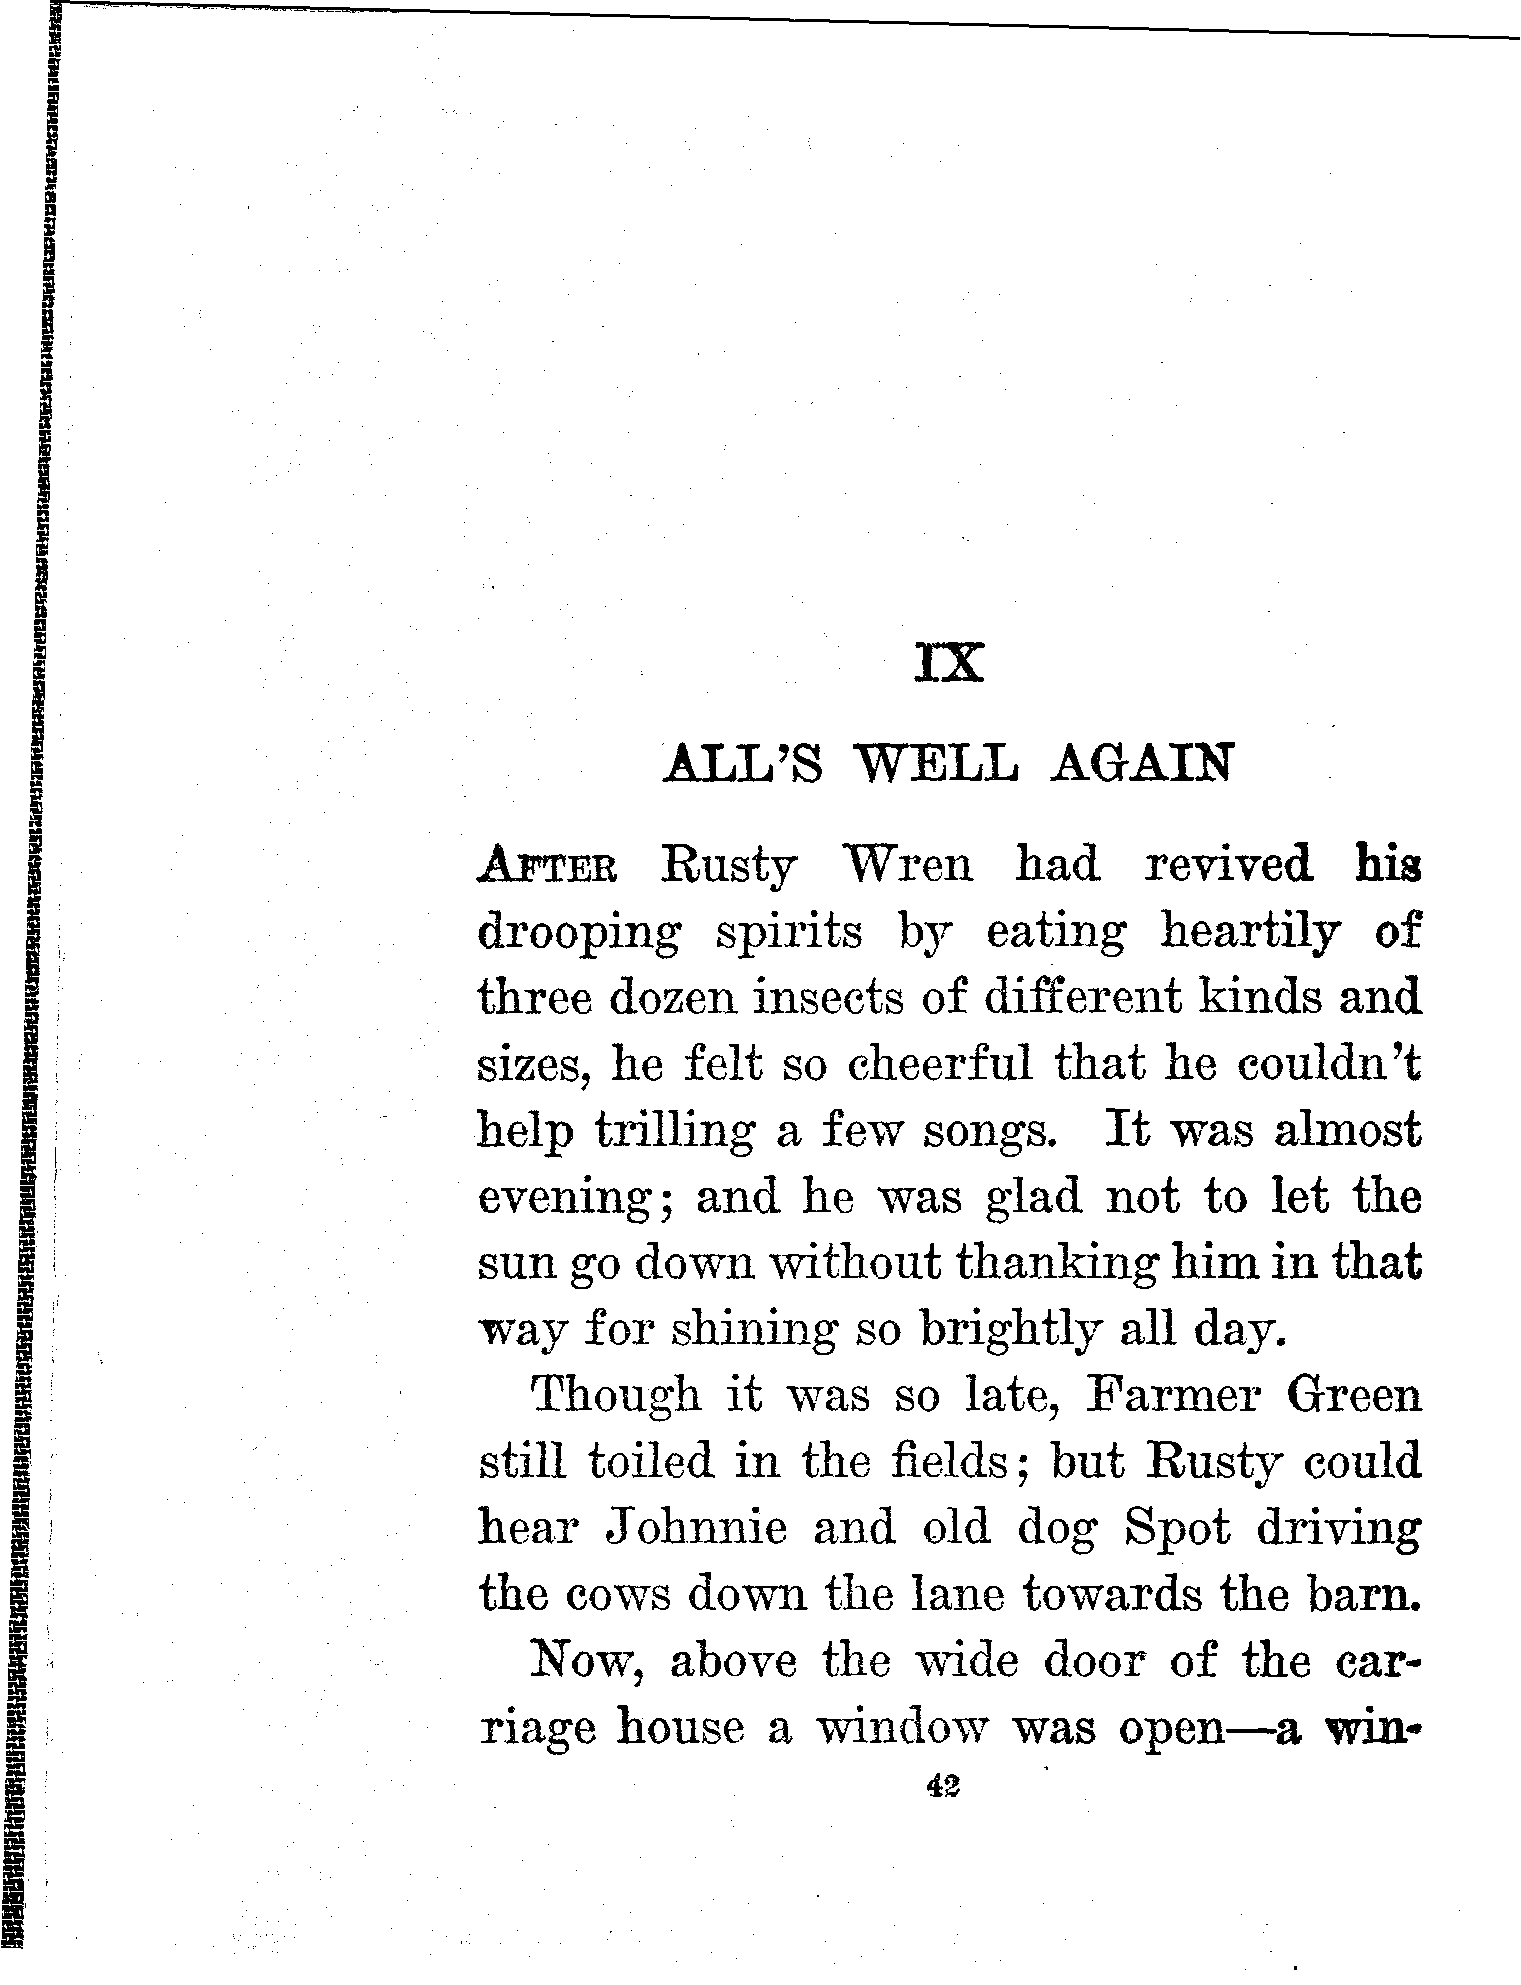 IX
ALL'S WELL AGAIN
AFTER Rusty Wren had revived his
drooping spirits by eating heartily of
three dozen insects of different kinds and
sizes, he felt so cheerful that he couldn't
help trilling a few songs. It was almost
evening; and he was glad not to let the
sun go down without thanking him in that
way for shining so brightly all day.
Though it was so late, Farmer Green
still toiled in the fields; but Rusty could
hear Johnnie and old dog Spot driving
the cows down the lane towards the barn.
Now, above the wide door of the car-
riage house a window was open—a win-
42